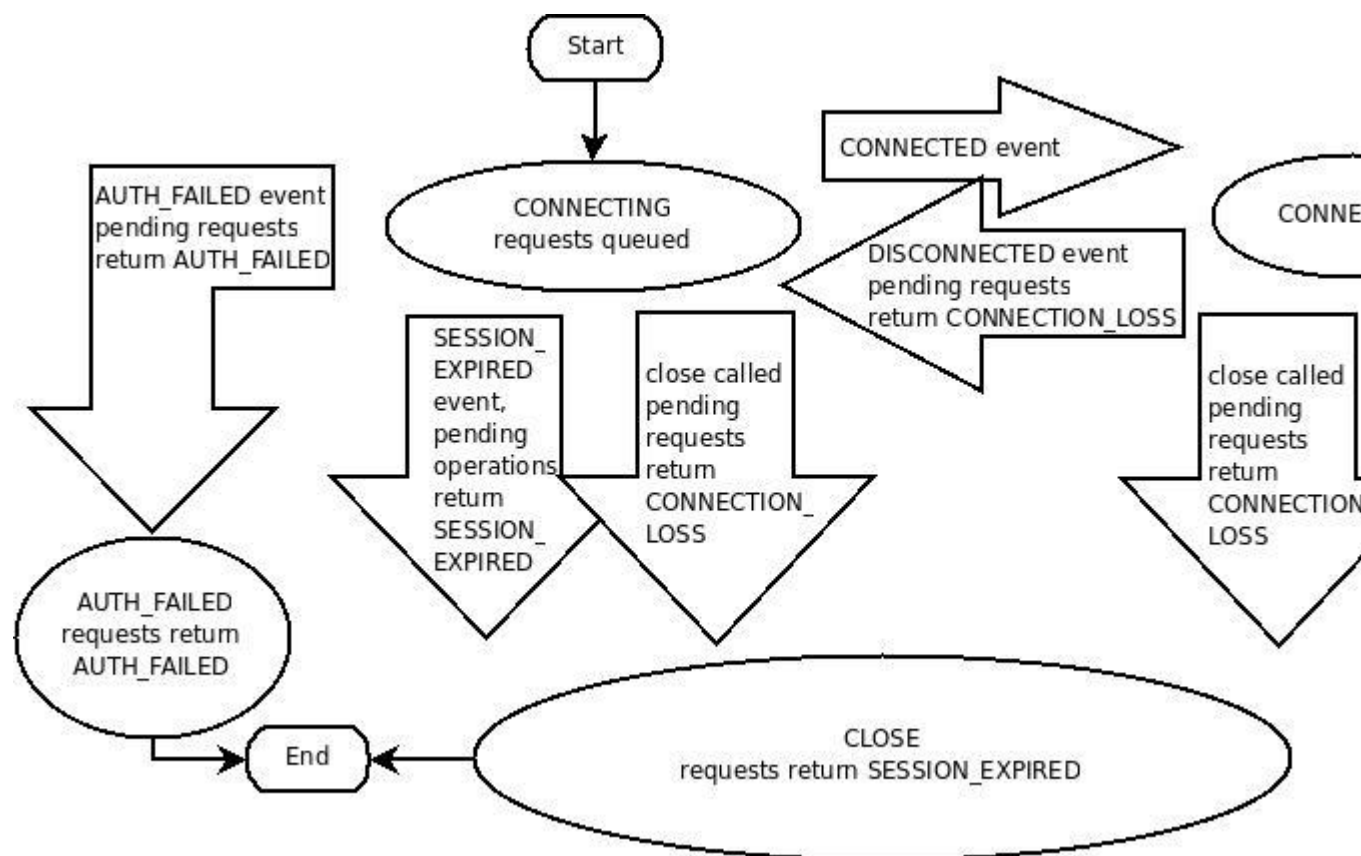 Start
CONNECTED event
AUTH_FAILED event
pending requests
return AUTH_FAILED
CONNECTING
requests queued
CONNE
DISCONNECTED event
pending requests
return CONNECTION_LOSS
SESSION_
EXPIRED
event,
pending
operations
return
SESSION_
EXPIRED
close called
pending
requests
return
CONNECTION_
LOSS
close called
pending
requests
return
CONNECTION
LOSS
AUTH_FAILED
requests return
AUTH_FAILED
End
CLOSE
requests return SESSION_EXPIRED